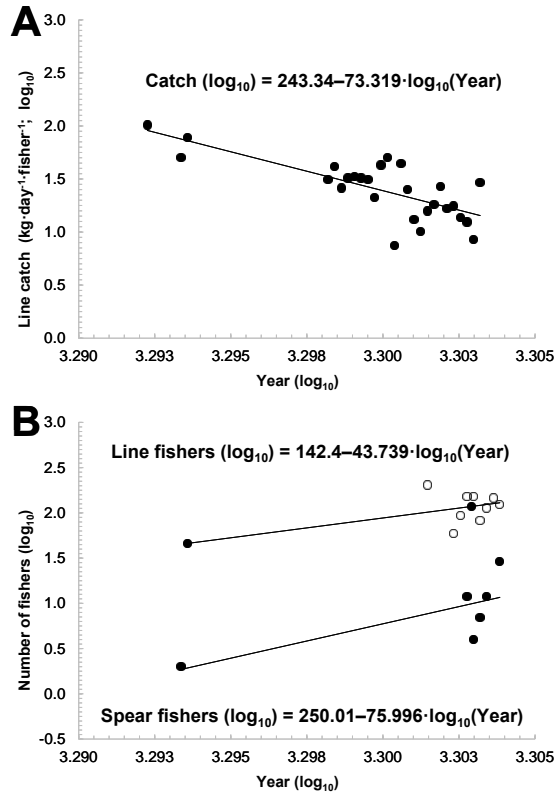 A
3.0
Catch (log₁₀) = 243.34–73.319·log₁₀(Year)
2.5
2.0
1.5
1.0
0.5
0.0
Line catch (kg·day⁻¹·fisher⁻¹; log₁₀)
3.290 3.293 3.295 3.298 3.300 3.303 3.305
Year (log₁₀)
B
3.0
Line fishers (log₁₀) = 142.4–43.739·log₁₀(Year)
2.5
2.0
1.5
1.0
0.5
0.0
-0.5
Number of fishers (log₁₀)
Spear fishers (log₁₀) = 250.01–75.996·log₁₀(Year)
3.290 3.293 3.295 3.298 3.300 3.303 3.305
Year (log₁₀)